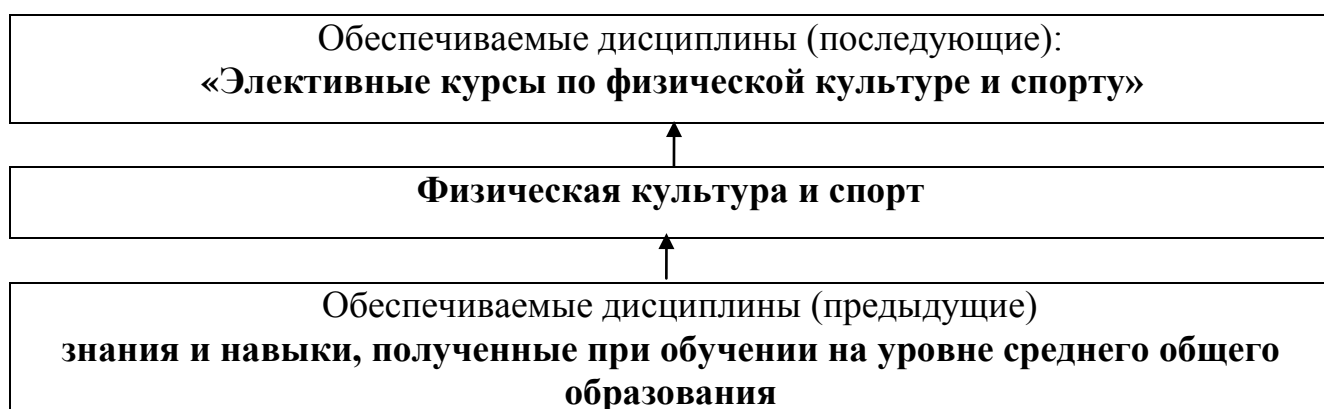 Обеспечиваемые дисциплины (последующие):
«Элективные курсы по физической культуре и спорту»
Физическая культура и спорт
Обеспечиваемые дисциплины (предыдущие)
знания и навыки, полученные при обучении на уровне среднего общего
образования